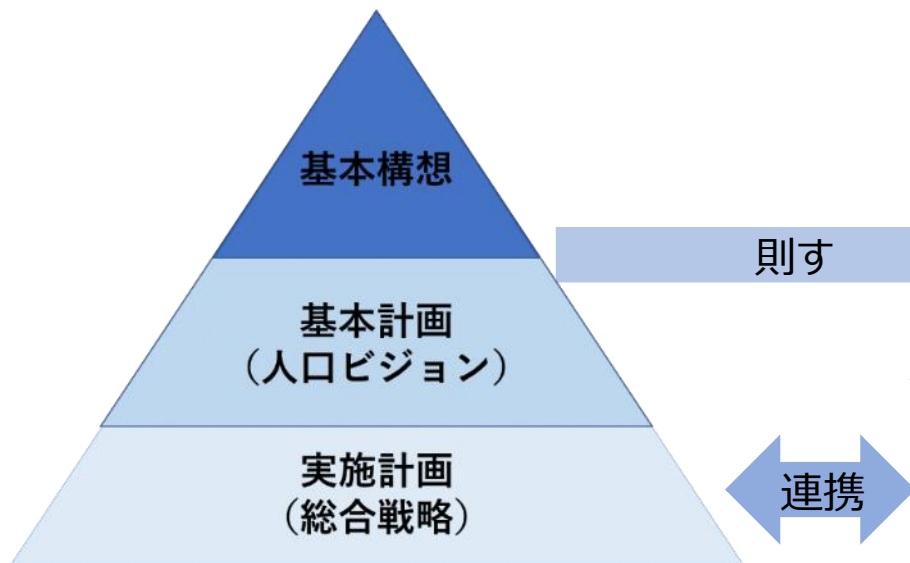 基本構想
則す
基本計画
（人口ビジョン）
実施計画
（総合戦略）
連携